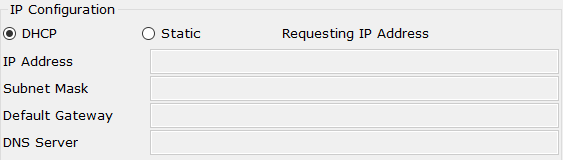 IP Configuration
DHCP Static Requesting IP Address
IP Address
Subnet Mask
Default Gateway
DNS Server